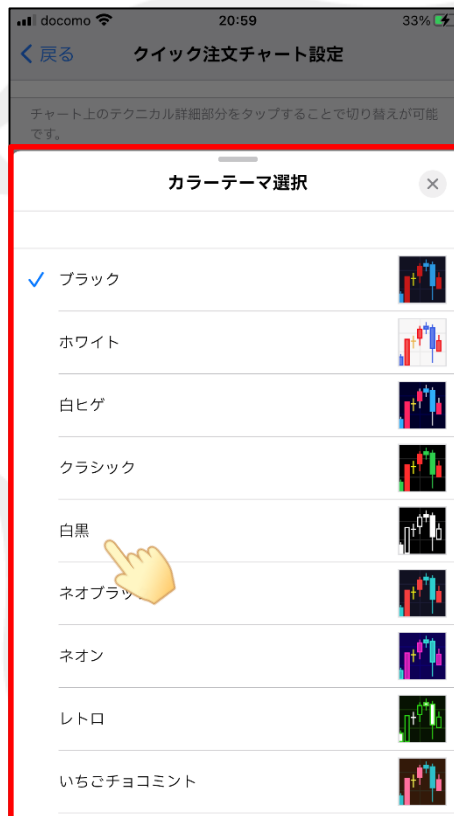 docomo 20:59 33%
戻る クイック注文チャート設定
チャート上のテクニカル詳細部分をタップすることで切り替えが可能
です。
カラーテーマ選択
ブラック
ホワイト
白ヒゲ
クラシック
白黒
ネオブラッ
ネオン
レトロ
いちごチョコミント